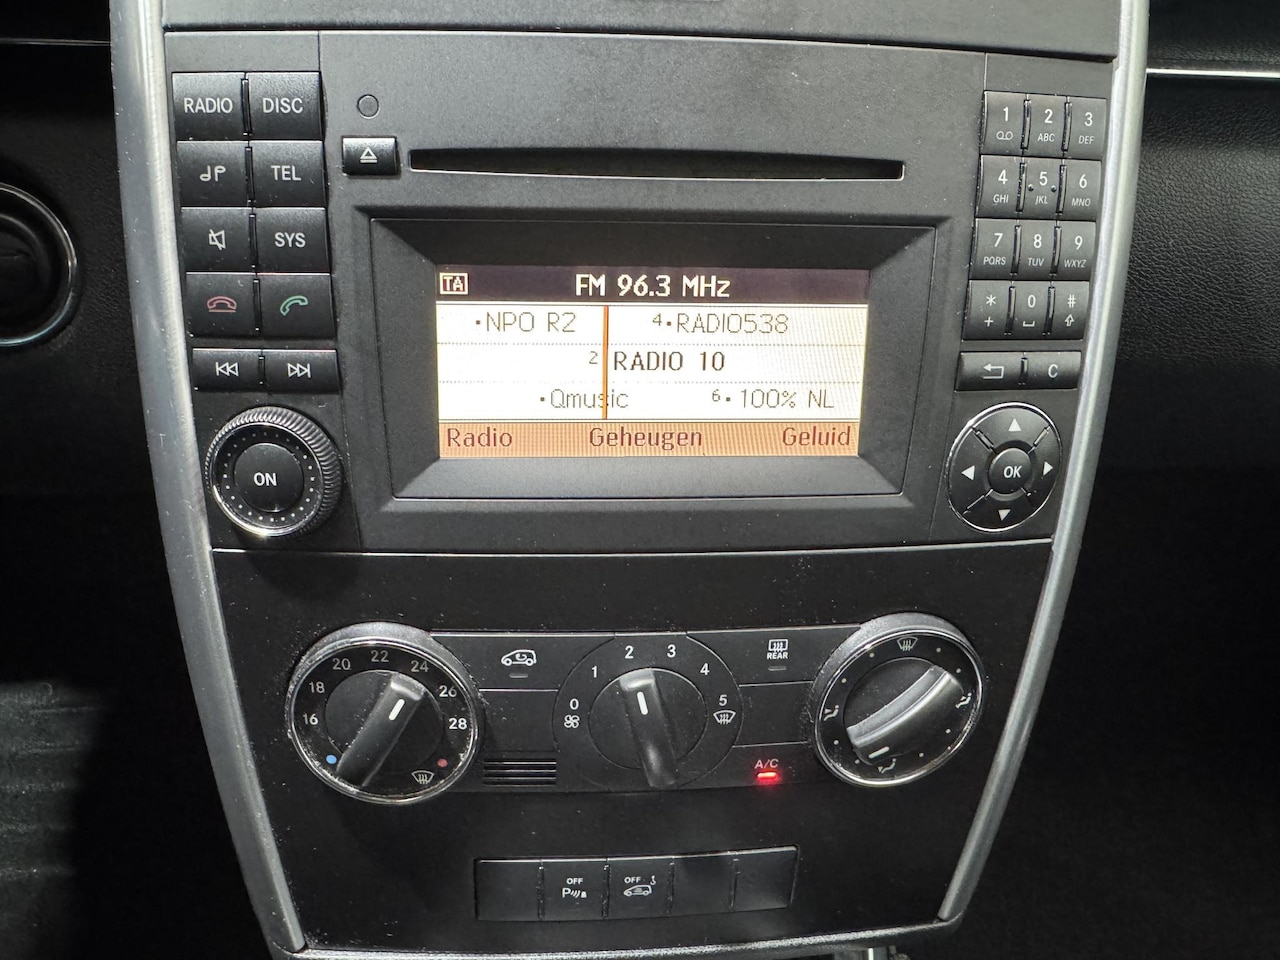 RADIO DISC
TEL
SYS
ON
TA FM 96.3 MHz
·NPO R2 4·RADIO538
2 RADIO 10
·Qmusic 6·100% NL
Radio Geheugen Geluid
1 2 ABC 3 DEF
4 GHI 5 JKL 6 MNO
7 PQRS 8 TUV 9 WXYZ
* + 0 #
C
OK
16 18 20 22 24 26 28
0 1 2 3 4 5
REAR
A/C
OFF OFF
P